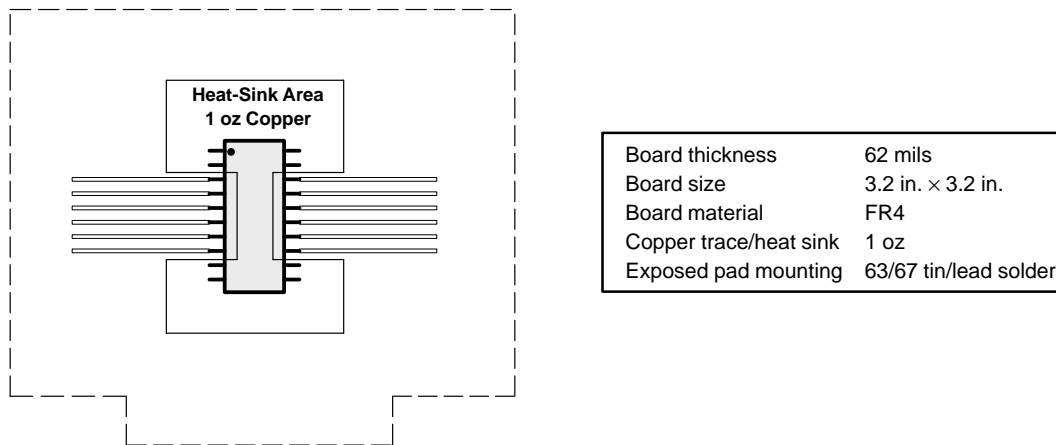 Heat-Sink Area
1 oz Copper
Board thickness 62 mils
Board size 3.2 in. × 3.2 in.
Board material FR4
Copper trace/heat sink 1 oz
Exposed pad mounting 63/67 tin/lead solder